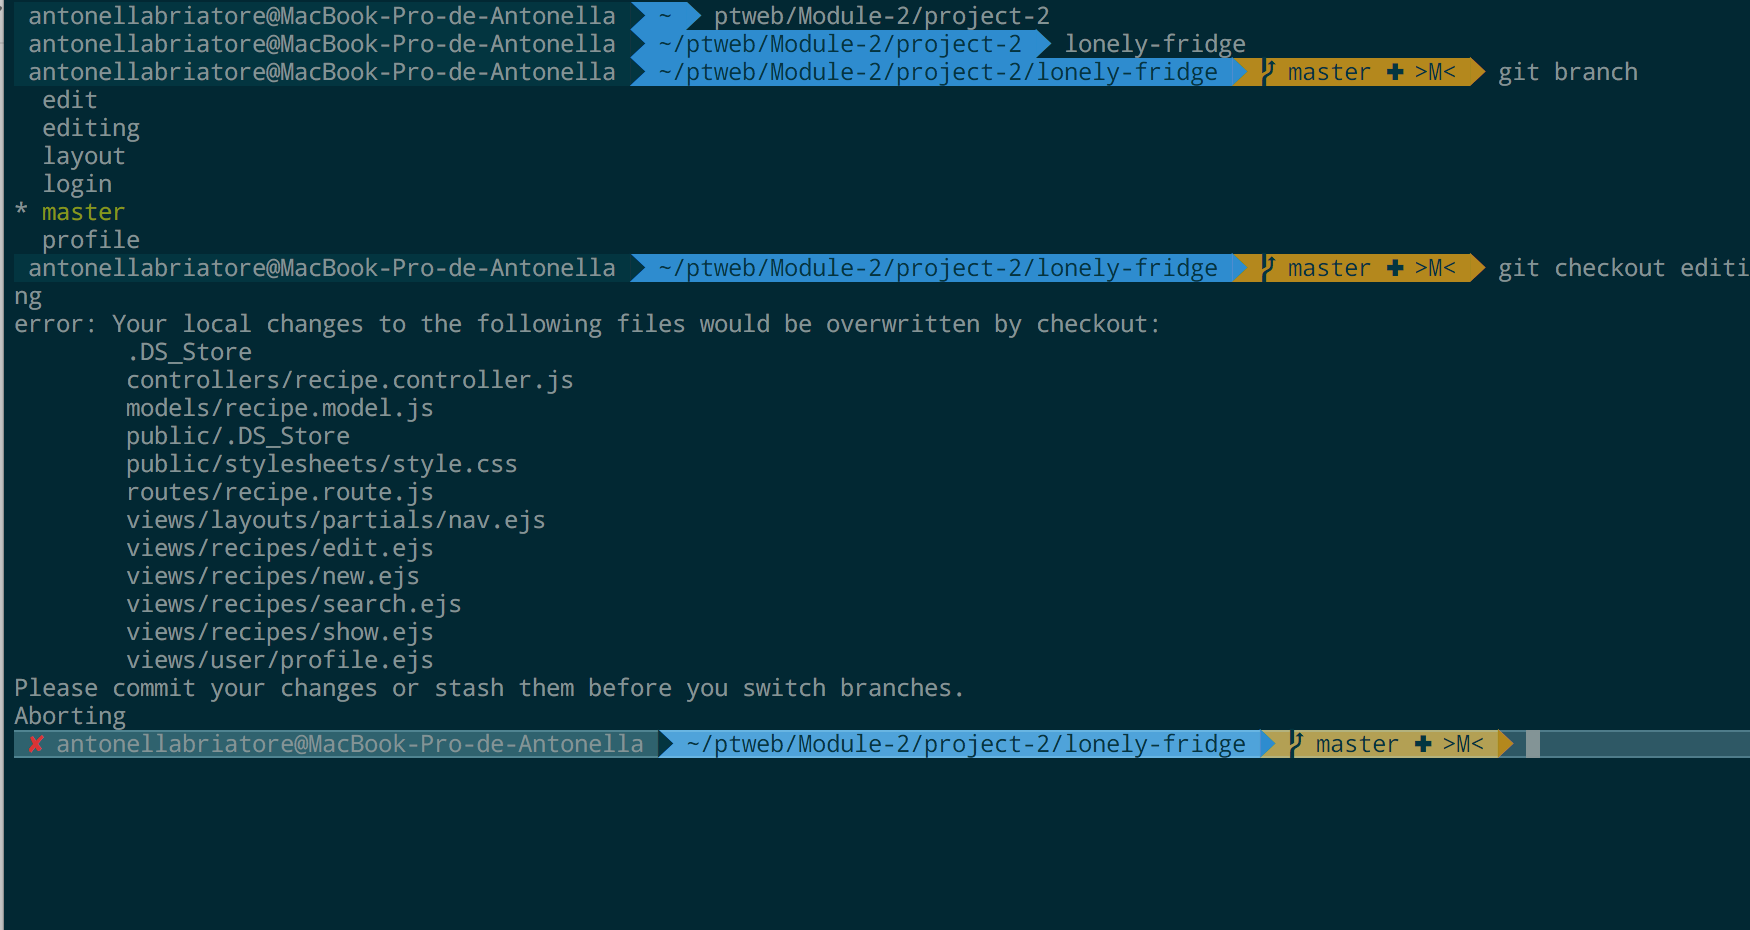 antonellabriatore@MacBook-Pro-de-Antonella ~ ptweb/Module-2/project-2
antonellabriatore@MacBook-Pro-de-Antonella ~/ptweb/Module-2/project-2 lonely-fridge
antonellabriatore@MacBook-Pro-de-Antonella ~/ptweb/Module-2/project-2/lonely-fridge master ✚ >M< git branch
edit
editing
layout
login
* master
profile
antonellabriatore@MacBook-Pro-de-Antonella ~/ptweb/Module-2/project-2/lonely-fridge master ✚ >M< git checkout editi
ng
error: Your local changes to the following files would be overwritten by checkout:
.DS_Store
controllers/recipe.controller.js
models/recipe.model.js
public/.DS_Store
public/stylesheets/style.css
routes/recipe.route.js
views/layouts/partials/nav.ejs
views/recipes/edit.ejs
views/recipes/new.ejs
views/recipes/search.ejs
views/recipes/show.ejs
views/user/profile.ejs
Please commit your changes or stash them before you switch branches.
Aborting
✘ antonellabriatore@MacBook-Pro-de-Antonella ~/ptweb/Module-2/project-2/lonely-fridge master ✚ >M<